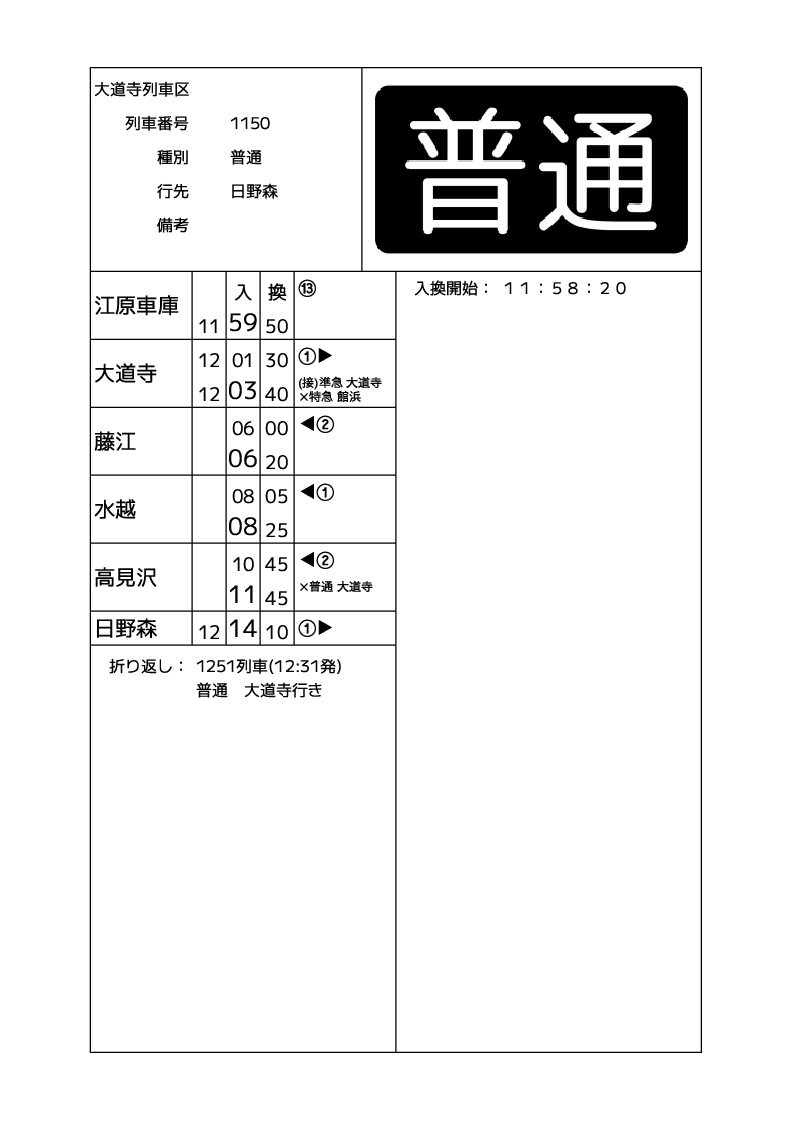 大道寺列車区
列車番号 1150
種別 普通
行先 日野森
備考
普通
江原車庫 入換 ⑬
11 59 50
入換開始： １１：５８：２０
大道寺 12 01 30 ①▶
12 03 40 (接)準急 大道寺
×特急 館浜
藤江 06 00 ◀②
06 20
水越 08 05 ◀①
08 25
高見沢 10 45 ◀②
11 45 ×普通 大道寺
日野森 12 14 10 ①▶
折り返し： 1251列車(12:31発)
普通　大道寺行き